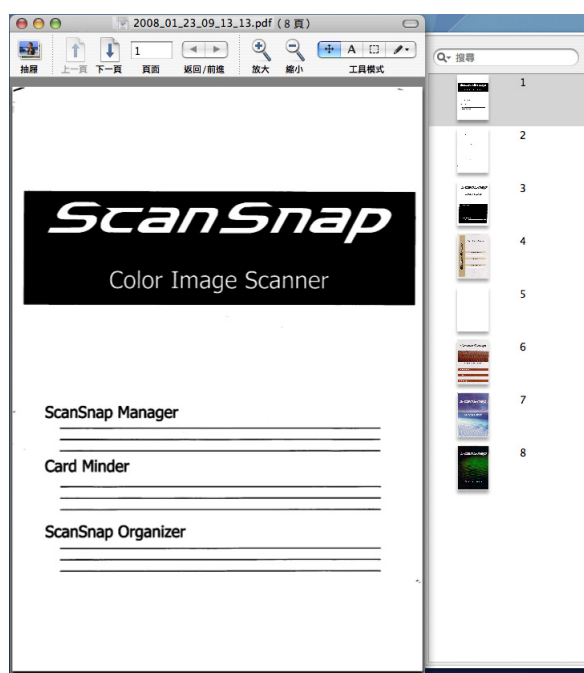 2008_01_23_09_13_13.pdf（8 頁）
1
抽屜 上一頁 下一頁 頁面 返回/前進 放大 縮小 工具模式
A
搜尋
ScanSnap
Color Image Scanner
ScanSnap Manager
Card Minder
ScanSnap Organizer
1
2
3
4
5
6
7
8